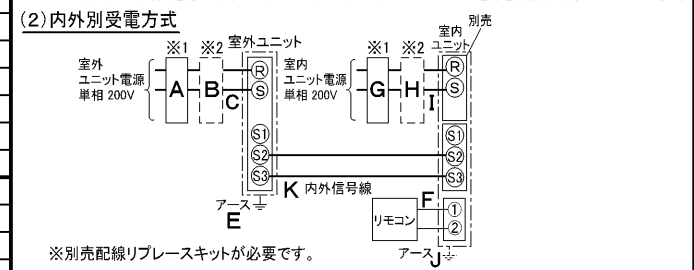 (2)内外別受電方式
※1 ※2 室外ユニット
室外
ユニット電源
単相 200V
A B C
R
S
S1
S2
S3
アース
E
※1 ※2
室内
ユニット
別売
室内
ユニット電源
単相 200V
G H I
R
S
S1
S2
S3
K 内外信号線
リモコン
F
①
②
アース
J
※別売配線リプレースキットが必要です。